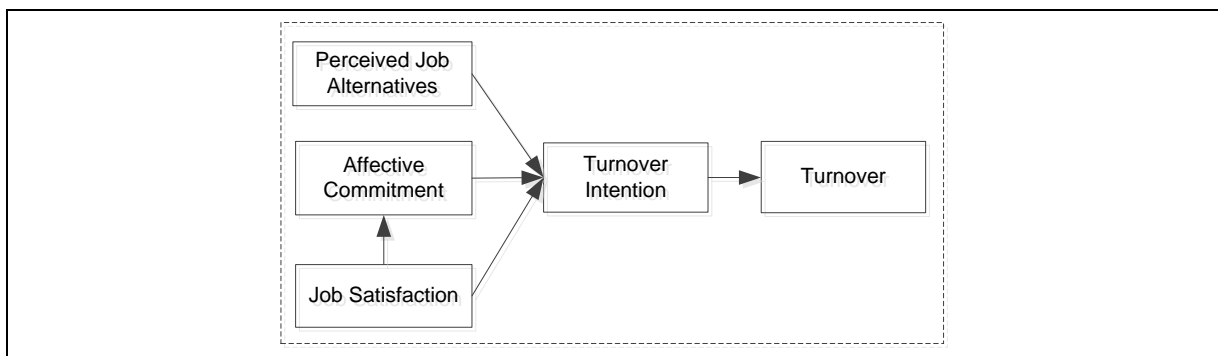 Perceived Job
Alternatives
Affective
Commitment
Job Satisfaction
Turnover
Intention
Turnover